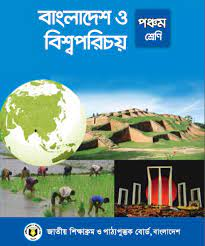 বাংলাদেশ ও
বিশ্বপরিচয়
পঞ্চম
শ্রেণি
জাতীয় শিক্ষাক্রম ও পাঠ্যপুস্তক বোর্ড, বাংলাদেশ